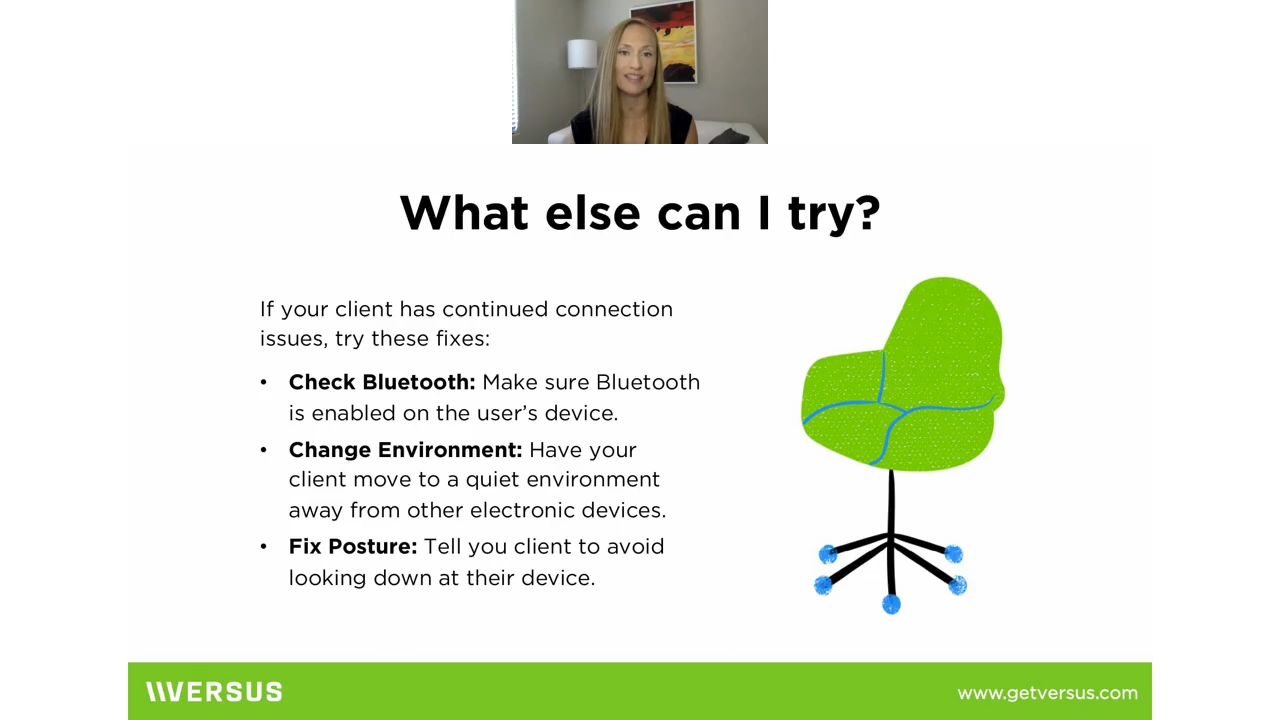 What else can I try?
If your client has continued connection
issues, try these fixes:
• Check Bluetooth: Make sure Bluetooth
is enabled on the user’s device.
• Change Environment: Have your
client move to a quiet environment
away from other electronic devices.
• Fix Posture: Tell you client to avoid
looking down at their device.
VERSUS
www.getversus.com